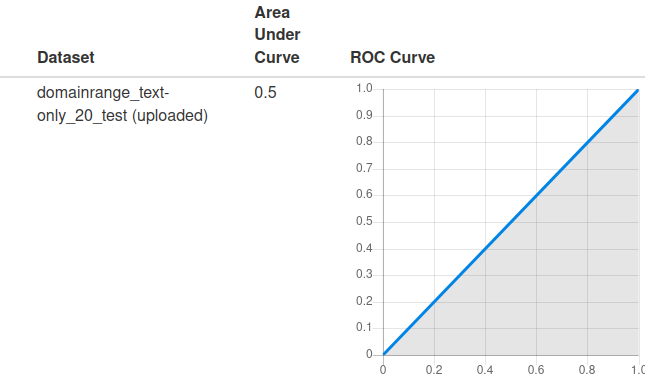 Area
Under
Dataset Curve ROC Curve
domainrange_text- 0.5
only_20_test (uploaded)
1.0
0.9
0.8
0.7
0.6
0.5
0.4
0.3
0.2
0.1
0
0 0.2 0.4 0.6 0.8 1.0